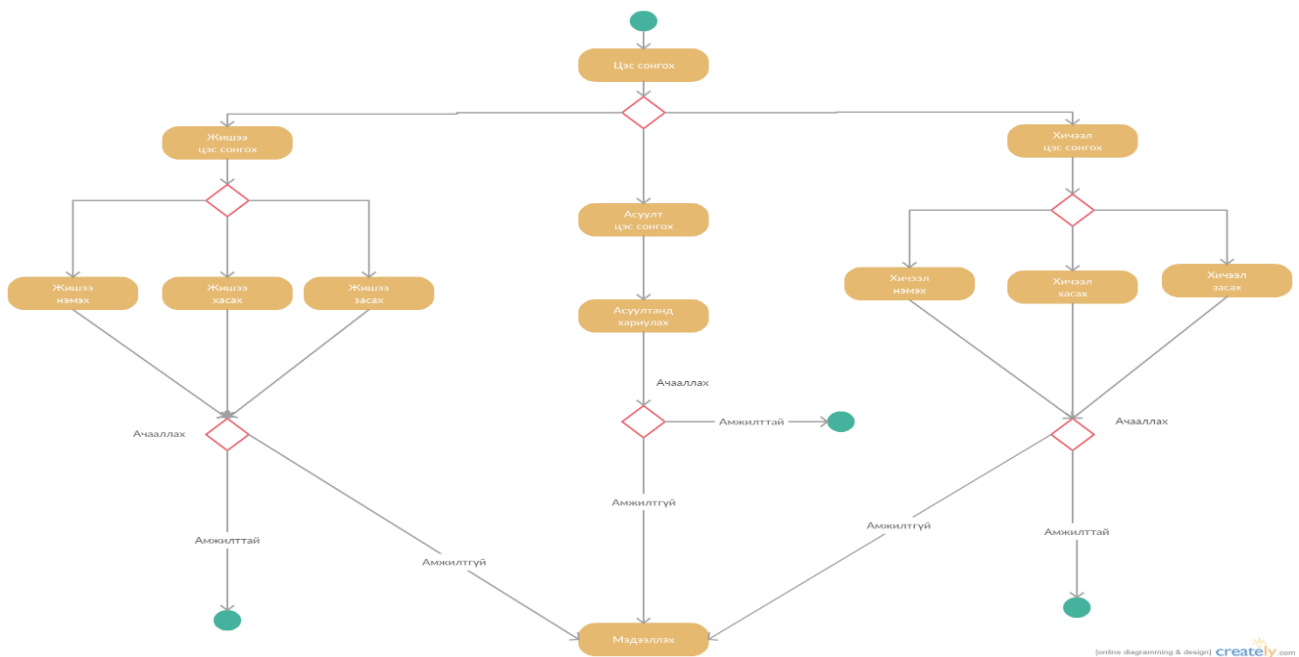 Цэс сонгох
Жишээ
цэс сонгох
Хичээл
цэс сонгох
Асуулт
цэс сонгох
Жишээ
нэмэх
Жишээ
хасах
Жишээ
засах
Хичээл
нэмэх
Хичээл
хасах
Хичээл
засах
Асуултанд
хариулах
Ачааллах
Амжилттай
Ачааллах
Ачааллах
Амжилтгүй
Амжилтгүй
Амжилттай
Амжилттай
Амжилтгүй
Мэдээллэх
[online diagramming & design] creately.com